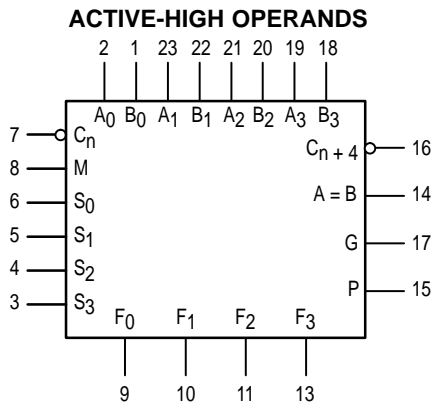 ACTIVE-HIGH OPERANDS
2 1 23 22 21 20 19 18
A0 B0 A1 B1 A2 B2 A3 B3
7 Cn Cn + 4 16
8 M
6 S0 A = B 14
5 S1
G 17
4 S2
3 S3 P 15
F0 F1 F2 F3
9 10 11 13